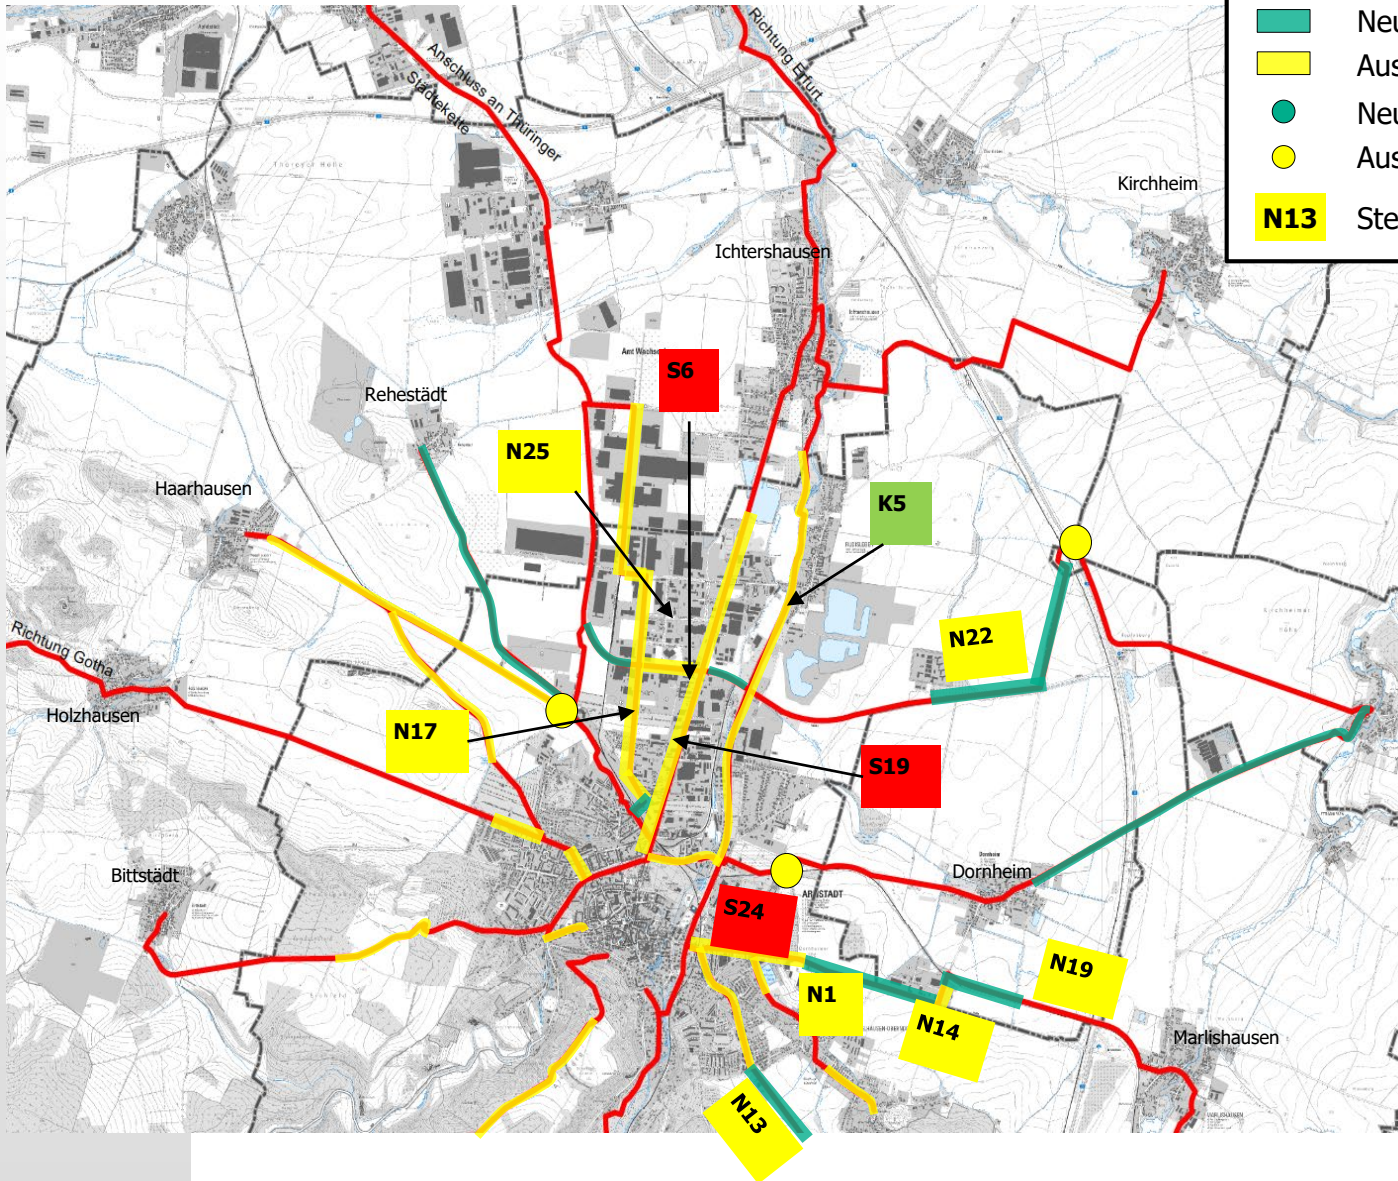 Richtung Erfurt
Neu
Aus
Neu
Aus
N13 Ste
Anschluss an Thüringer
Städtekette
Kirchheim
Ichtershausen
S6
Rehestädt
N25
Haarhausen
K5
Richtung Gotha
N22
Holzhausen
N17
S19
Bittstädt
Dornheim
Dornheim
ARNSTADT
S24
N19
N1
N14
Marlishausen
N13